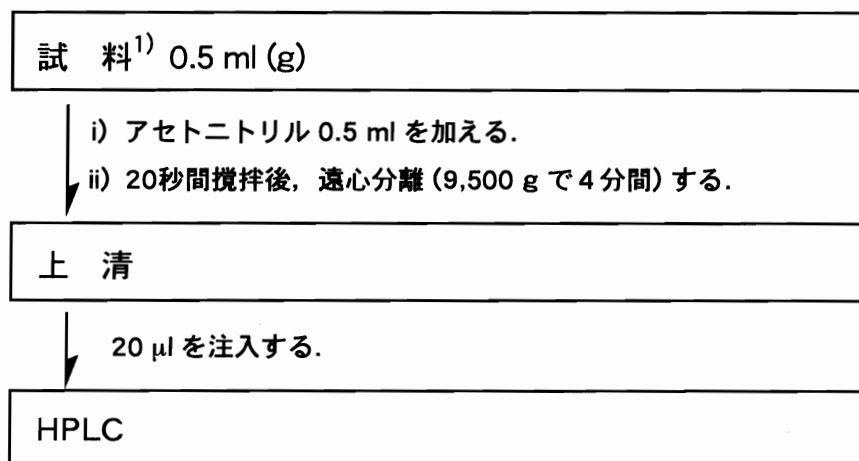 試　料1) 0.5 ml (g)
i) アセトニトリル 0.5 ml を加える.
ii) 20秒間撹拌後, 遠心分離 (9,500 g で 4 分間) する.
上　清
20 μl を注入する.
HPLC